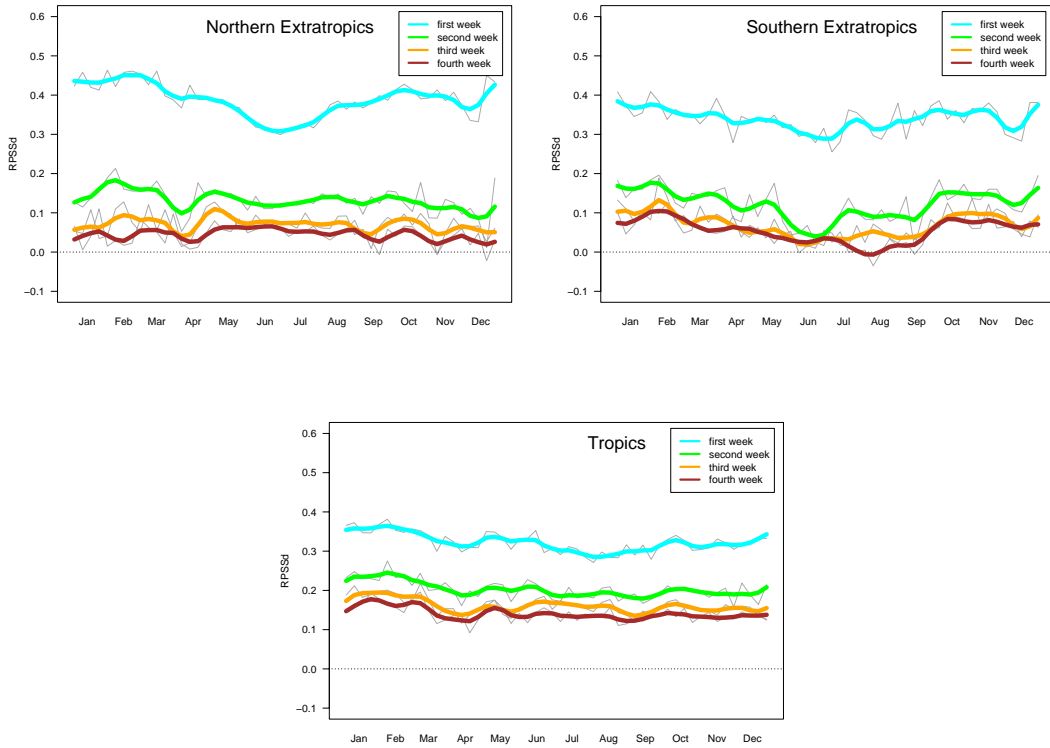 Northern Extratropics
first week
second week
third week
fourth week
RPSSd
0.6
0.5
0.4
0.3
0.2
0.1
0.0
−0.1
Jan Feb Mar Apr May Jun Jul Aug Sep Oct Nov Dec
Southern Extratropics
first week
second week
third week
fourth week
RPSSd
0.6
0.5
0.4
0.3
0.2
0.1
0.0
−0.1
Jan Feb Mar Apr May Jun Jul Aug Sep Oct Nov Dec
Tropics
first week
second week
third week
fourth week
RPSSd
0.6
0.5
0.4
0.3
0.2
0.1
0.0
−0.1
Jan Feb Mar Apr May Jun Jul Aug Sep Oct Nov Dec